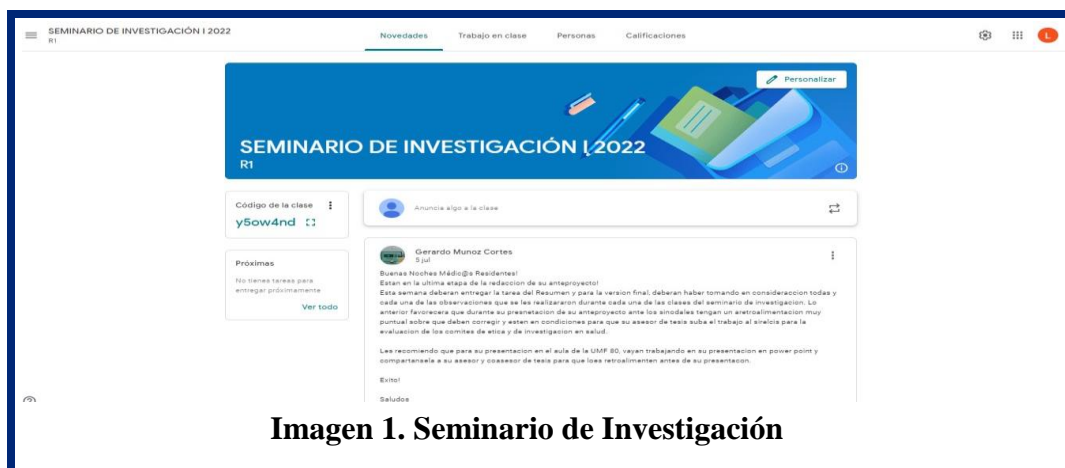 SEMINARIO DE INVESTIGACIÓN I 2022
R1
Novedades
Trabajo en clase
Personas
Calificaciones
L
Personalizar
SEMINARIO DE INVESTIGACIÓN I 2022
R1
Código de la clase
y5ow4nd
Anuncia algo a la clase
Próximas
No tienes tareas para
entregar próximamente
Ver todo
Gerardo Munoz Cortes
5 jul
Buenas Noches Médic@s Residentes!
Estan en la ultima etapa de la redaccion de su anteproyecto!
Esta semana deberan entregar la tarea del Resumen y para la version final, deberan haber tomando en consideraccion todas y
cada una de las observaciones que se les realizararon durante cada una de las clases del seminario de investigacion. Lo
anterior favorecera que durante su presnetacion de su anteproyecto ante los sinodales tengan un aretroalimentacion muy
puntual sobre que deben corregir y esten en condiciones para que su asesor de tesis suba el trabajo al sirelcis para la
evaluacion de los comites de etica y de investigacion en salud.
Les recomiendo que para su presentacion en el aula de la UMF 80, vayan trabajando en su presentacion en power point y
compartansela a su asesor y coasesor de tesis para que loes retroalimenten antes de su presentacon.
Exito!
Saludos
Imagen 1. Seminario de Investigación